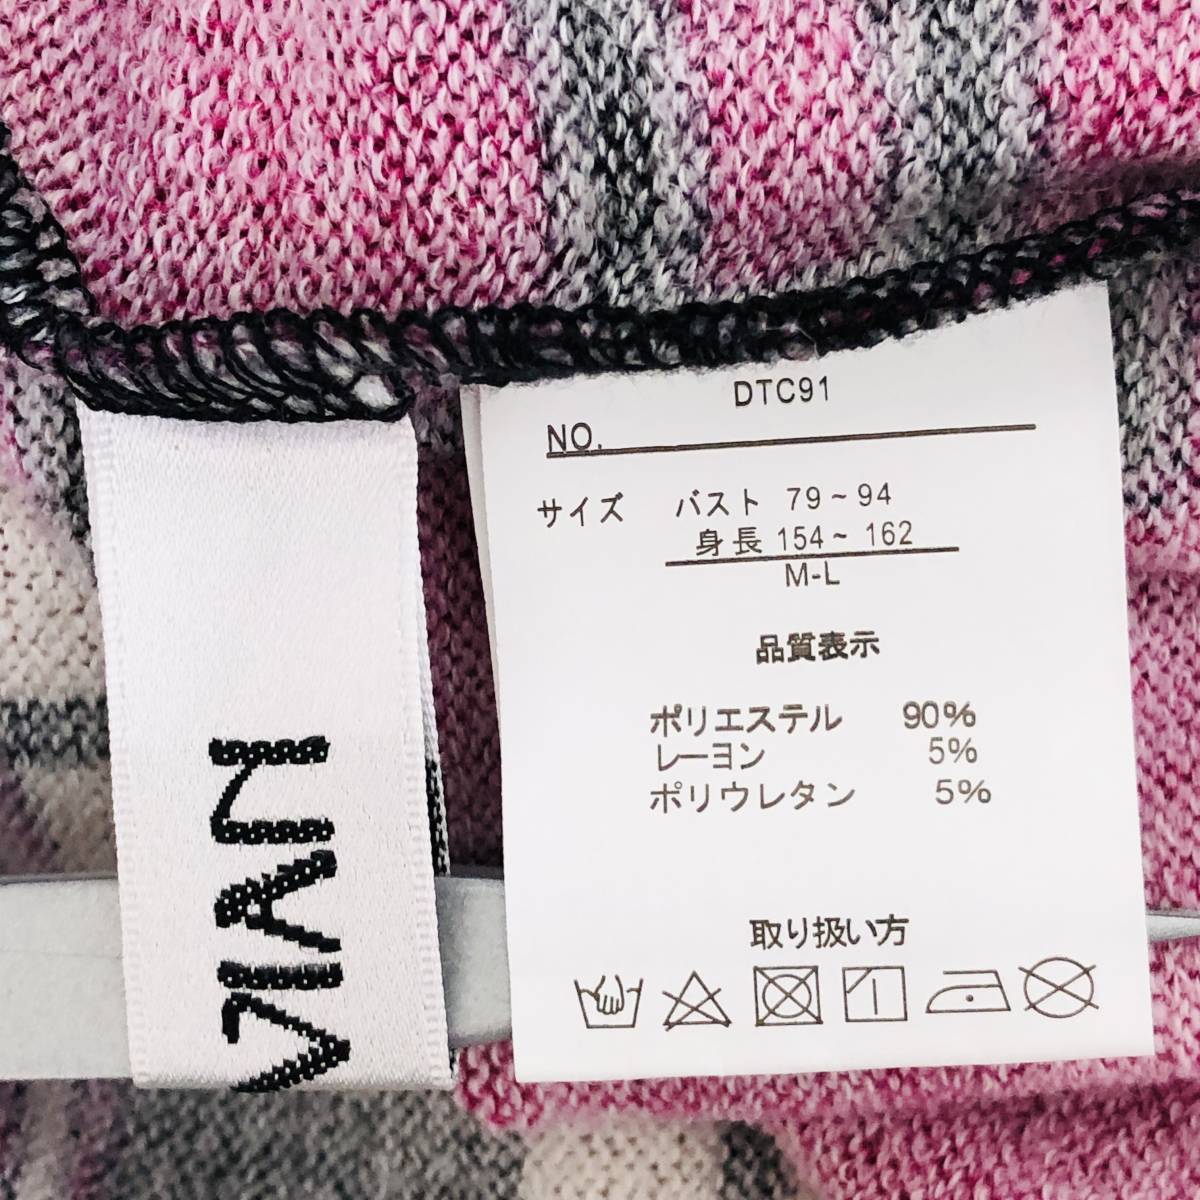 DTC91
NO.
サイズ バスト 79~94
身長 154~162
M-L
品質表示
ポリエステル 90%
レーヨン 5%
ポリウレタン 5%
取り扱い方